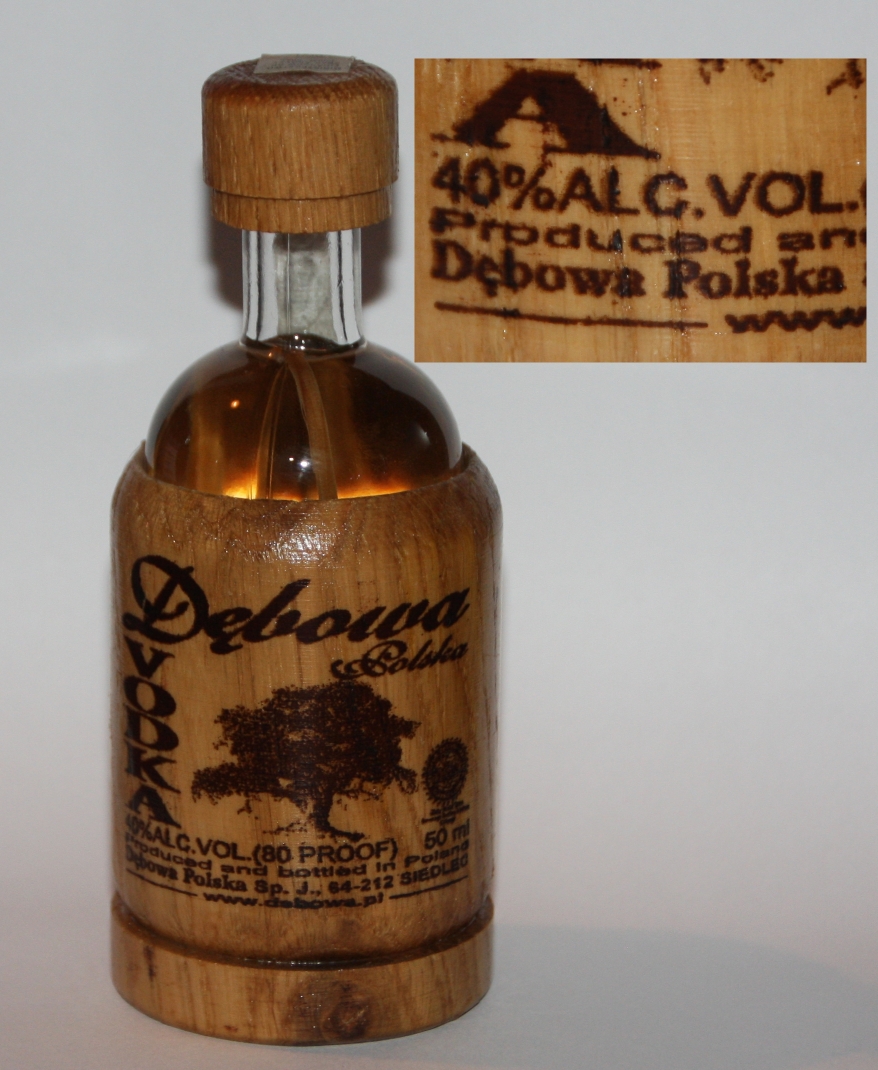 Dębowa
Polska
VODKA
50 ml
40%ALC.VOL.(80 PROOF)
Produced and bottled in Poland
Dębowa Polska Sp. J., 64-212 SIEDLEC
www.debowa.pl
A
40%ALC.VOL.(
Produced and
Dębowa Polska
www